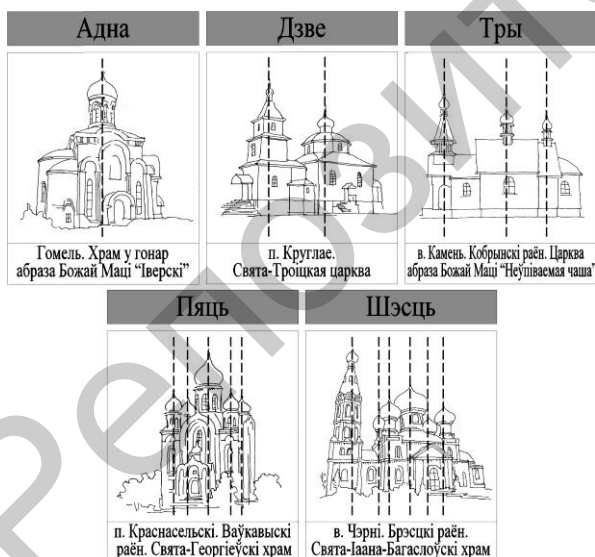 Адна
Дзве
Тры
Гомель. Храм у гонар
абраза Божай Маці “Іверскі”
п. Круглае.
Свята-Троіцкая царква
в. Камень. Кобрынскі раён. Царква
абраза Божай Маці “Неўпіваемая чаша”
Пяць
Шэсць
п. Краснасельскі. Ваўкавыскі
раён. Свята-Георгіеўскі храм
в. Чэрні. Брэсцкі раён.
Свята-Іаана-Багаслоўскі храм
Репозит